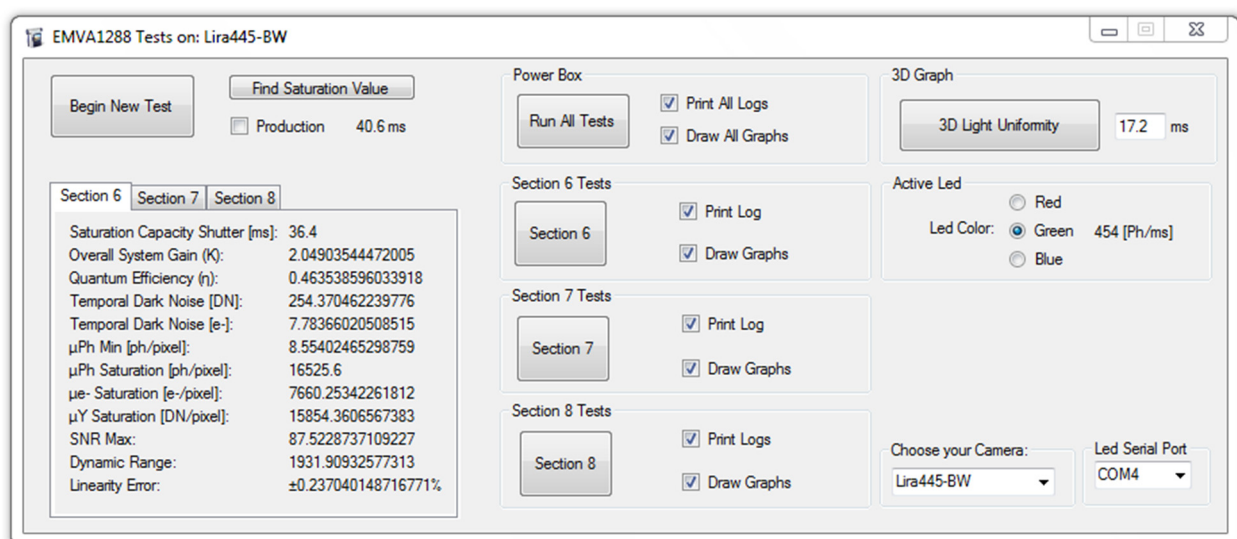 EMVA1288 Tests on: Lira445-BW
Begin New Test
Find Saturation Value
Production 40.6 ms
Section 6 Section 7 Section 8
Saturation Capacity Shutter [ms]: 36.4
Overall System Gain (K): 2.04903544472005
Quantum Efficiency (η): 0.463538596033918
Temporal Dark Noise [DN]: 254.370462239776
Temporal Dark Noise [e-]: 7.78366020508515
µPh Min [ph/pixel]: 8.55402465298759
µPh Saturation [ph/pixel]: 16525.6
µe- Saturation [e-/pixel]: 7660.25342261812
µY Saturation [DN/pixel]: 15854.3606567383
SNR Max: 87.5228737109227
Dynamic Range: 1931.90932577313
Linearity Error: ±0.237040148716771%
Power Box
Run All Tests
Print All Logs
Draw All Graphs
Section 6 Tests
Section 6
Print Log
Draw Graphs
Section 7 Tests
Section 7
Print Log
Draw Graphs
Section 8 Tests
Section 8
Print Logs
Draw Graphs
3D Graph
3D Light Uniformity 17.2 ms
Active Led
Led Color:
Red
Green 454 [Ph/ms]
Blue
Choose your Camera:
Lira445-BW
Led Serial Port
COM4